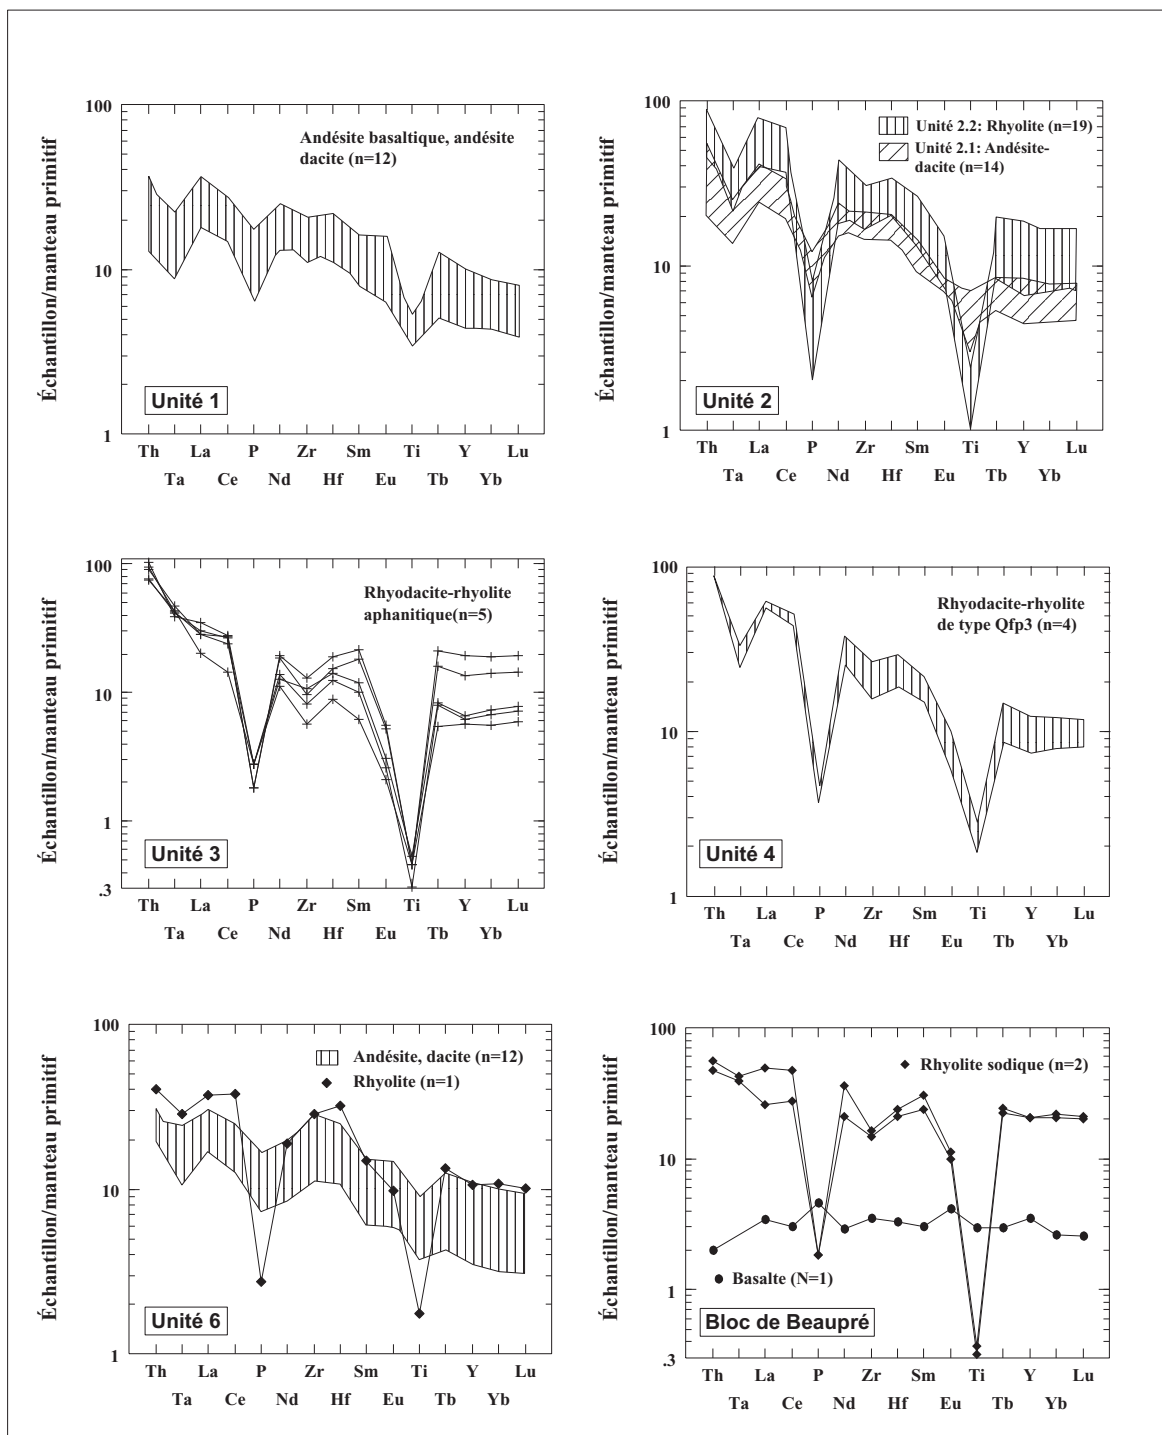 100
10
1
Échantillon/manteau primitif
Andésite basaltique, andésite
dacite (n=12)
Unité 1
Th La P Zr Sm Ti Y Lu
Ta Ce Nd Hf Eu Tb Yb
100
10
1
Échantillon/manteau primitif
Unité 2.2: Rhyolite (n=19)
Unité 2.1: Andésite-
dacite (n=14)
Unité 2
Th La P Zr Sm Ti Y Lu
Ta Ce Nd Hf Eu Tb Yb
100
10
1
.3
Échantillon/manteau primitif
Rhyodacite-rhyolite
aphanitique(n=5)
Unité 3
Th La P Zr Sm Ti Y Lu
Ta Ce Nd Hf Eu Tb Yb
100
10
1
Échantillon/manteau primitif
Rhyodacite-rhyolite
de type Qfp3 (n=4)
Unité 4
Th La P Zr Sm Ti Y Lu
Ta Ce Nd Hf Eu Tb Yb
100
10
1
Échantillon/manteau primitif
Andésite, dacite (n=12)
Rhyolite (n=1)
Unité 6
Th La P Zr Sm Ti Y Lu
Ta Ce Nd Hf Eu Tb Yb
100
10
1
.3
Échantillon/manteau primitif
Rhyolite sodique (n=2)
Basalte (N=1)
Bloc de Beaupré
Th La P Zr Sm Ti Y Lu
Ta Ce Nd Hf Eu Tb Yb